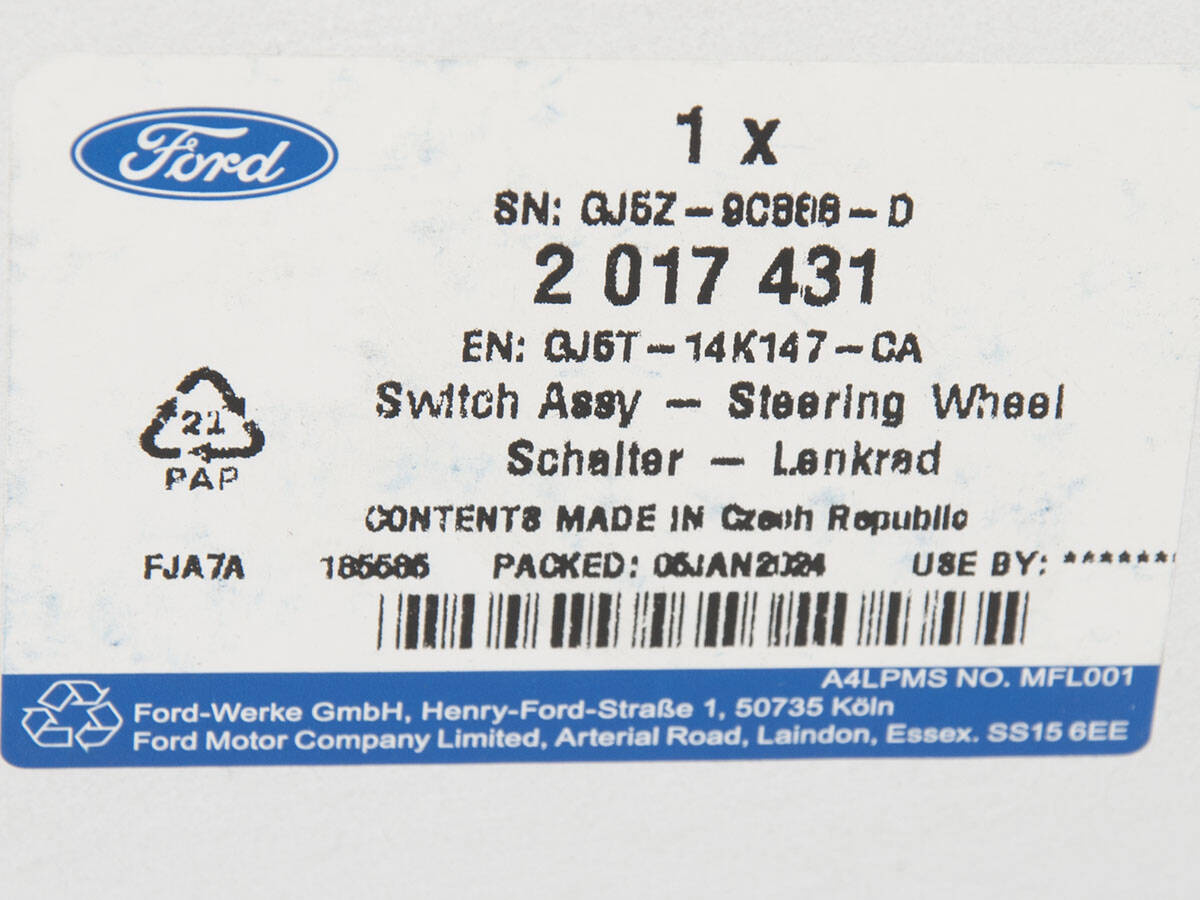 Ford
1 x
SN: GJ5Z-9C888-D
2 017 431
EN: GJ5T-14K147-CA
Switch Assy - Steering Wheel
Schalter - Lenkrad
21
PAP
CONTENTS MADE IN Czech Republic
FJA7A PACKED: 05JAN2024 USE BY: *******
A4LPMS NO. MFL001
Ford-Werke GmbH, Henry-Ford-Straße 1, 50735 Köln
Ford Motor Company Limited, Arterial Road, Laindon, Essex. SS15 6EE